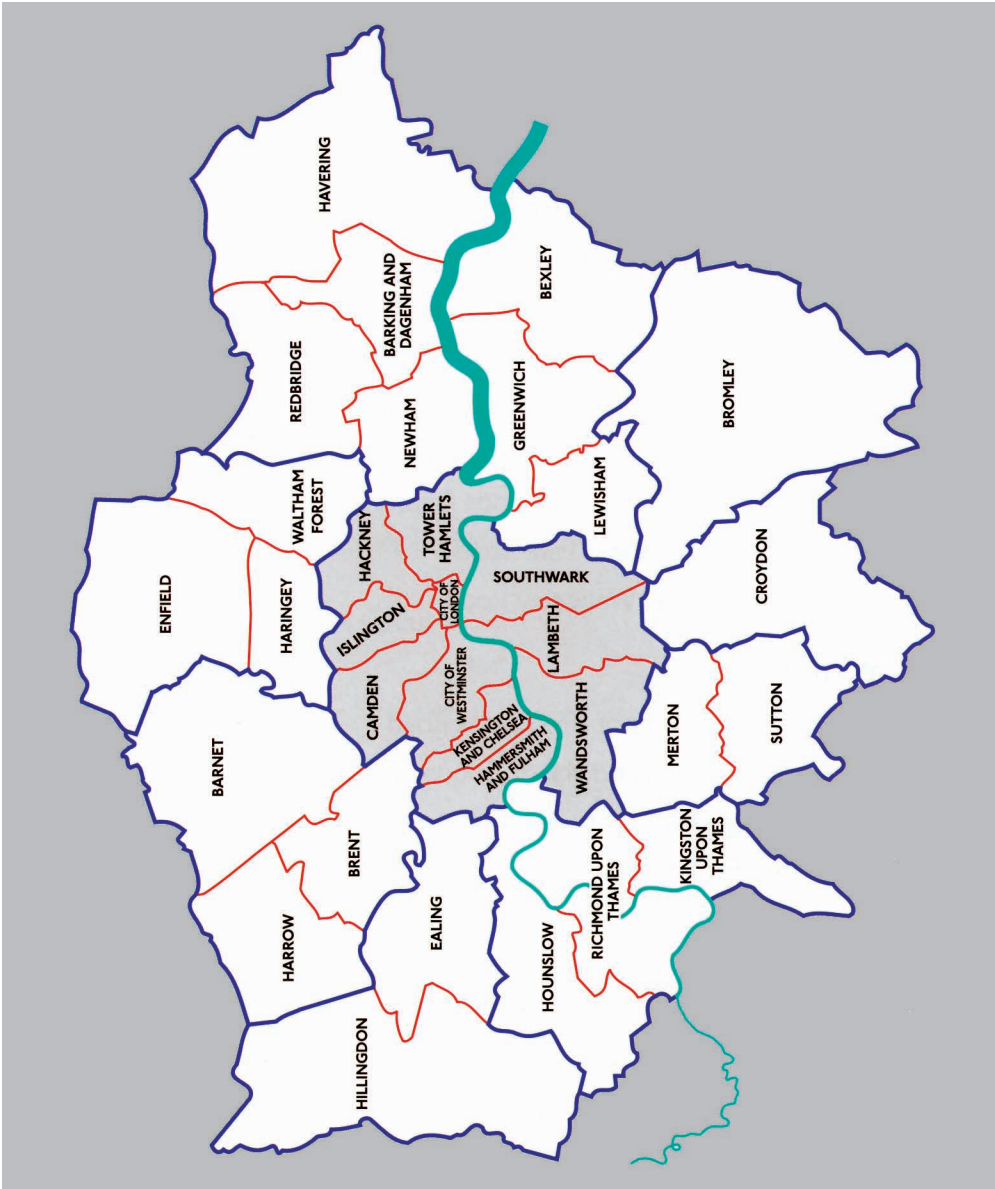 HAVERING
BARKING AND
DAGENHAM
BEXLEY
REDBRIDGE
NEWHAM
GREENWICH
BROMLEY
WALTHAM
FOREST
HACKNEY
TOWER
HAMLETS
LEWISHAM
ENFIELD
HARINGEY
ISLINGTON
CITY OF
LONDON
SOUTHWARK
CROYDON
LAMBETH
CAMDEN
CITY OF
WESTMINSTER
KENSINGTON
AND CHELSEA
HAMMERSMITH
AND FULHAM
WANDSWORTH
MERTON
SUTTON
BARNET
BRENT
HARROW
EALING
HOUNSLOW
RICHMOND UPON
THAMES
KINGSTON
UPON
THAMES
HILLINGDON